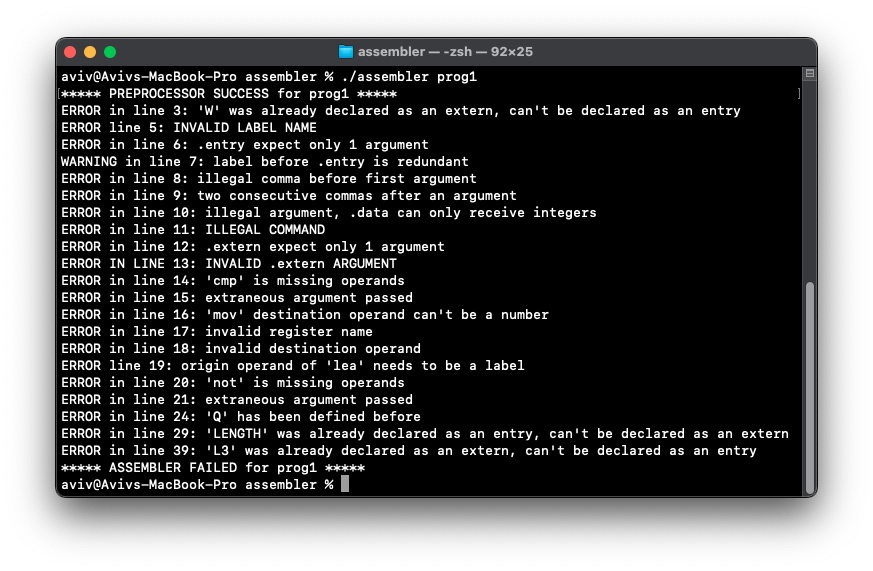 assembler — -zsh — 92×25
aviv@Avivs-MacBook-Pro assembler % ./assembler prog1
[***** PREPROCESSOR SUCCESS for prog1 ***** ]
ERROR in line 3: 'W' was already declared as an extern, can't be declared as an entry
ERROR line 5: INVALID LABEL NAME
ERROR in line 6: .entry expect only 1 argument
WARNING in line 7: label before .entry is redundant
ERROR in line 8: illegal comma before first argument
ERROR in line 9: two consecutive commas after an argument
ERROR in line 10: illegal argument, .data can only receive integers
ERROR in line 11: ILLEGAL COMMAND
ERROR in line 12: .extern expect only 1 argument
ERROR IN LINE 13: INVALID .extern ARGUMENT
ERROR in line 14: 'cmp' is missing operands
ERROR in line 15: extraneous argument passed
ERROR in line 16: 'mov' destination operand can't be a number
ERROR in line 17: invalid register name
ERROR in line 18: invalid destination operand
ERROR line 19: origin operand of 'lea' needs to be a label
ERROR in line 20: 'not' is missing operands
ERROR in line 21: extraneous argument passed
ERROR in line 24: 'Q' has been defined before
ERROR in line 29: 'LENGTH' was already declared as an entry, can't be declared as an extern
ERROR in line 39: 'L3' was already declared as an extern, can't be declared as an entry
***** ASSEMBLER FAILED for prog1 *****
aviv@Avivs-MacBook-Pro assembler %